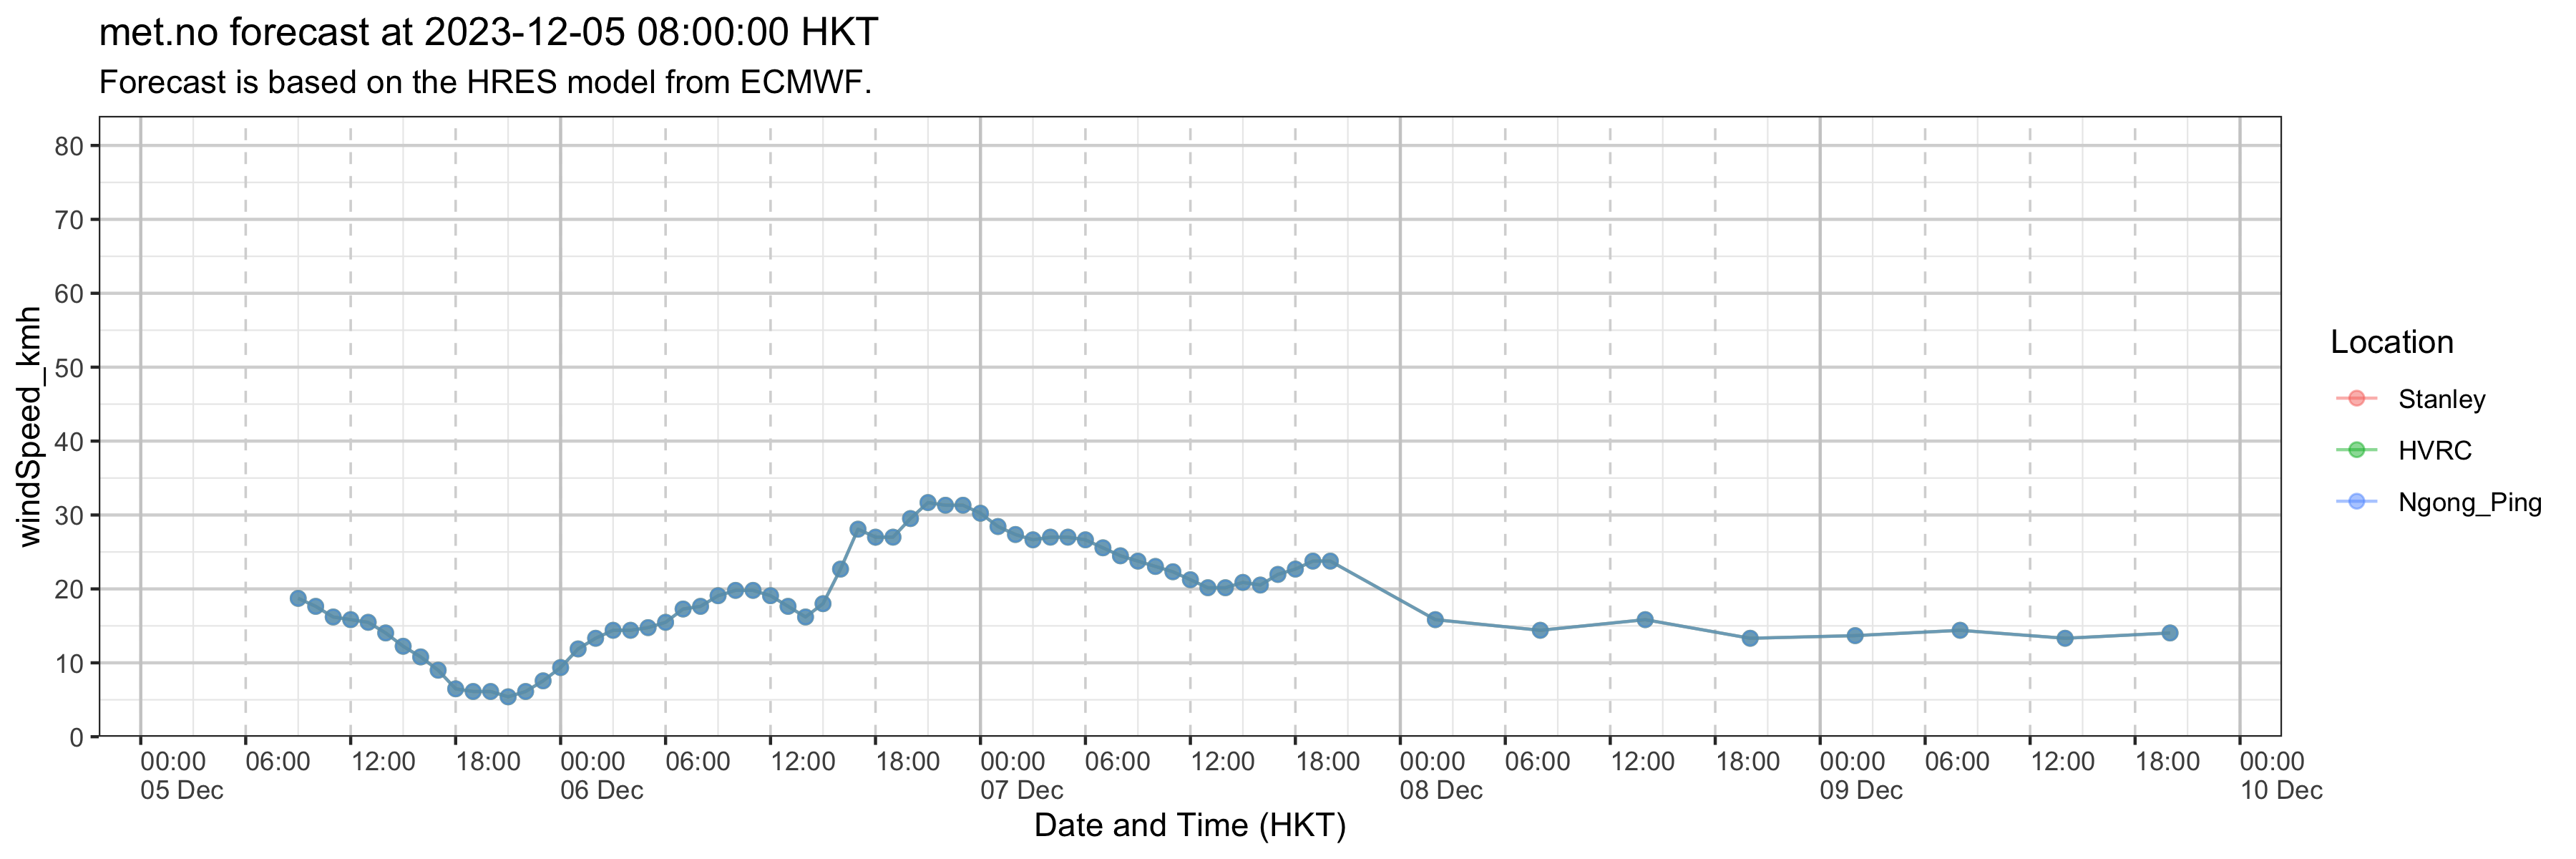 met.no forecast at 2023-12-05 08:00:00 HKT
Forecast is based on the HRES model from ECMWF.
windSpeed_kmh
80
70
60
50
40
30
20
10
0
00:00 06:00 12:00 18:00 00:00 06:00 12:00 18:00 00:00 06:00 12:00 18:00 00:00 06:00 12:00 18:00 00:00 06:00 12:00 18:00 00:00
05 Dec 06 Dec 07 Dec 08 Dec 09 Dec 10 Dec
Date and Time (HKT)
Location
Stanley
HVRC
Ngong_Ping